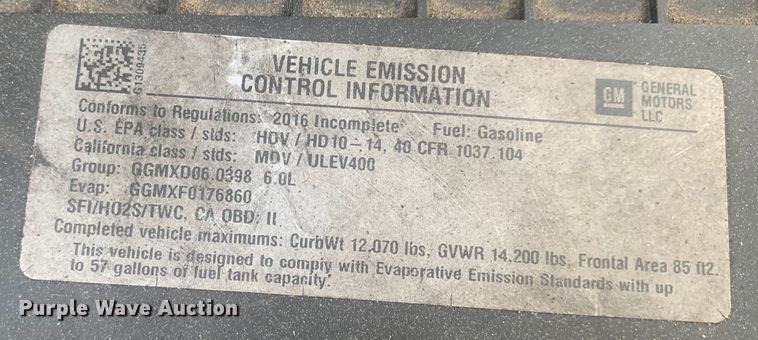 G1309435
VEHICLE EMISSION
CONTROL INFORMATION
GM
GENERAL
MOTORS
LLC
Conforms to Regulations: 2016 Incomplete Fuel: Gasoline
U.S. EPA class / stds: HDV / HD10-14, 40 CFR 1037.104
California class / stds: MDV / ULEV400
Group: GGMXD06.0398 6.0L
Evap: GGMXF0176860
SFI/HO2S/TWC, CA OBD: II
Completed vehicle maximums: CurbWt 12,070 lbs, GVWR 14,200 lbs, Frontal Area 85 ft2.
This vehicle is designed to comply with Evaporative Emission Standards with up
to 57 gallons of fuel tank capacity.
Purple Wave Auction